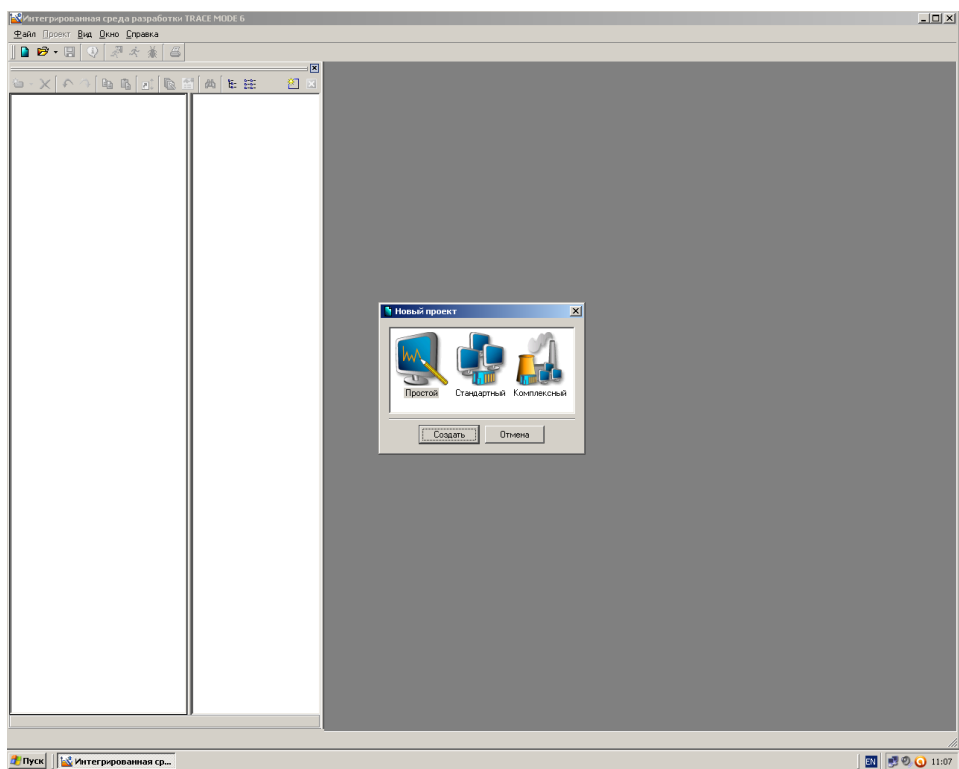 Интегрированная среда разработки TRACE MODE 6
Файл Проект Вид Окно Справка
Новый проект
Простой Стандартный Комплексный
Создать Отмена
Пуск Интегрированная ср... EN 11:07